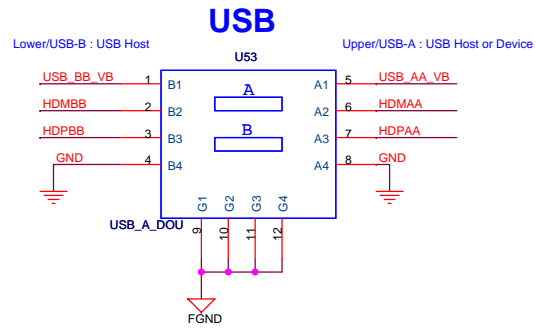 USB
Lower/USB-B : USB Host
Upper/USB-A : USB Host or Device
U53
USB_BB_VB 1 B1 A A1 5 USB_AA_VB
HDMBB 2 B2 A2 6 HDMAA
HDPBB 3 B3 B A3 7 HDPAA
GND 4 B4 A4 8 GND
G1 G2 G3 G4
USB_A_DOU
9 10 11 12
FGND